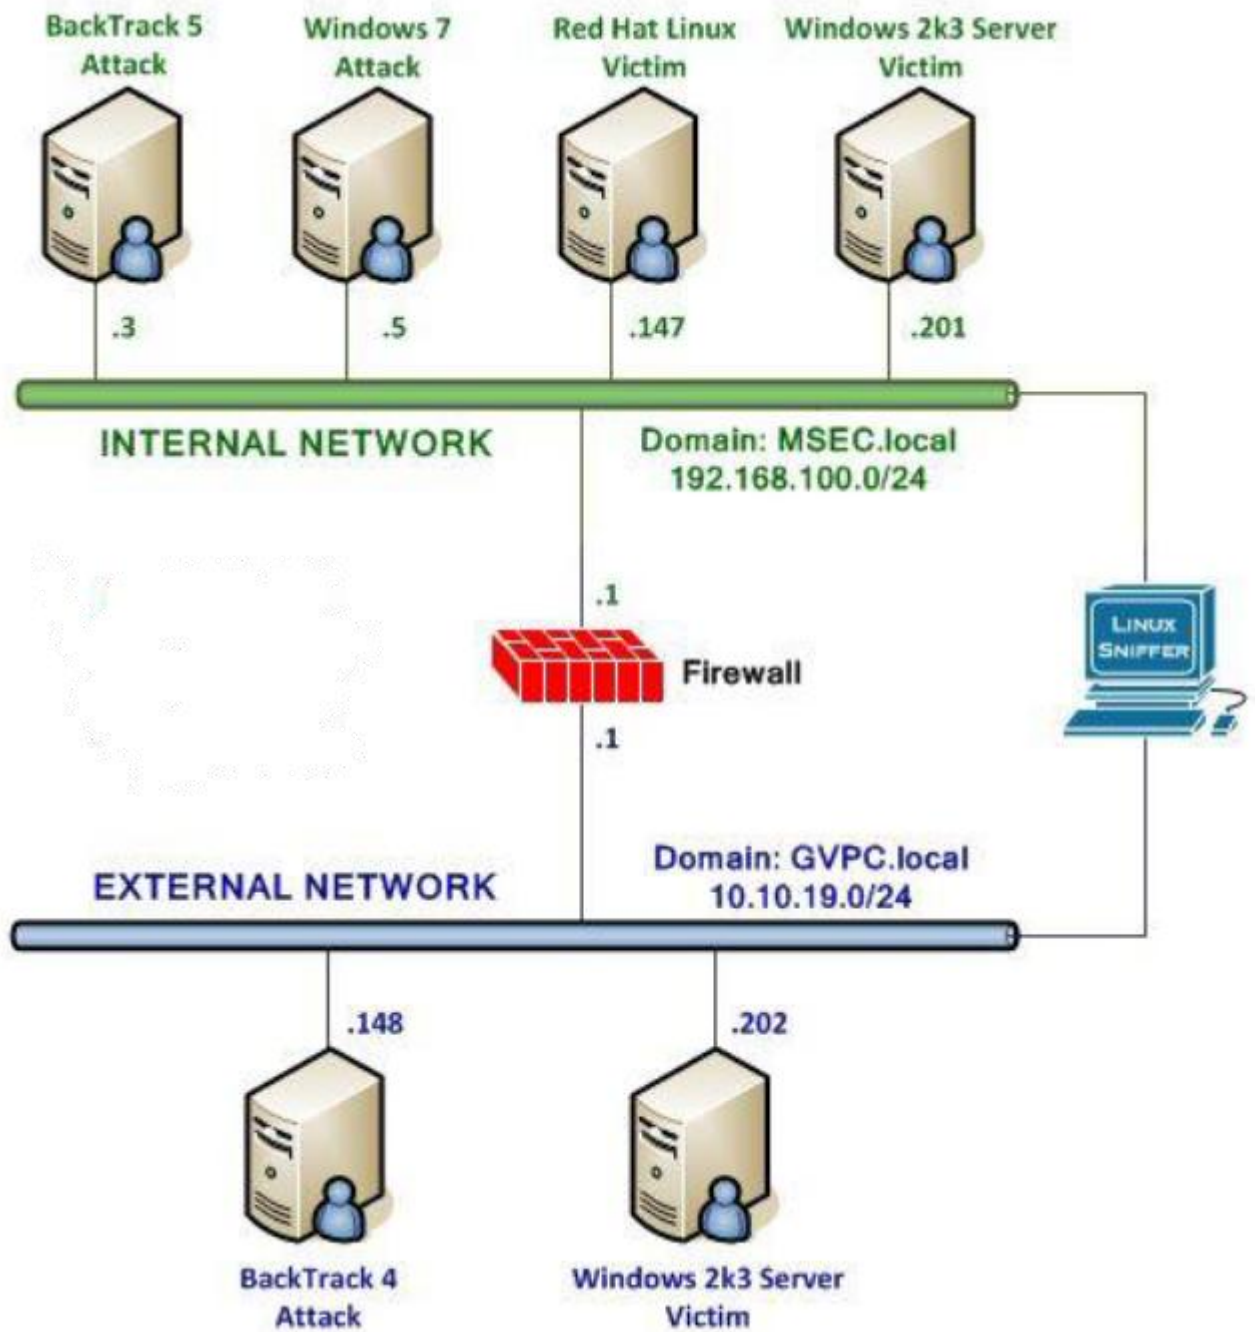 BackTrack 5
Attack
Windows 7
Attack
Red Hat Linux
Victim
Windows 2k3 Server
Victim
.3
.5
.147
.201
INTERNAL NETWORK
Domain: MSEC.local
192.168.100.0/24
.1
Firewall
.1
LINUX
SNIFFER
EXTERNAL NETWORK
Domain: GVPC.local
10.10.19.0/24
.148
.202
BackTrack 4
Attack
Windows 2k3 Server
Victim